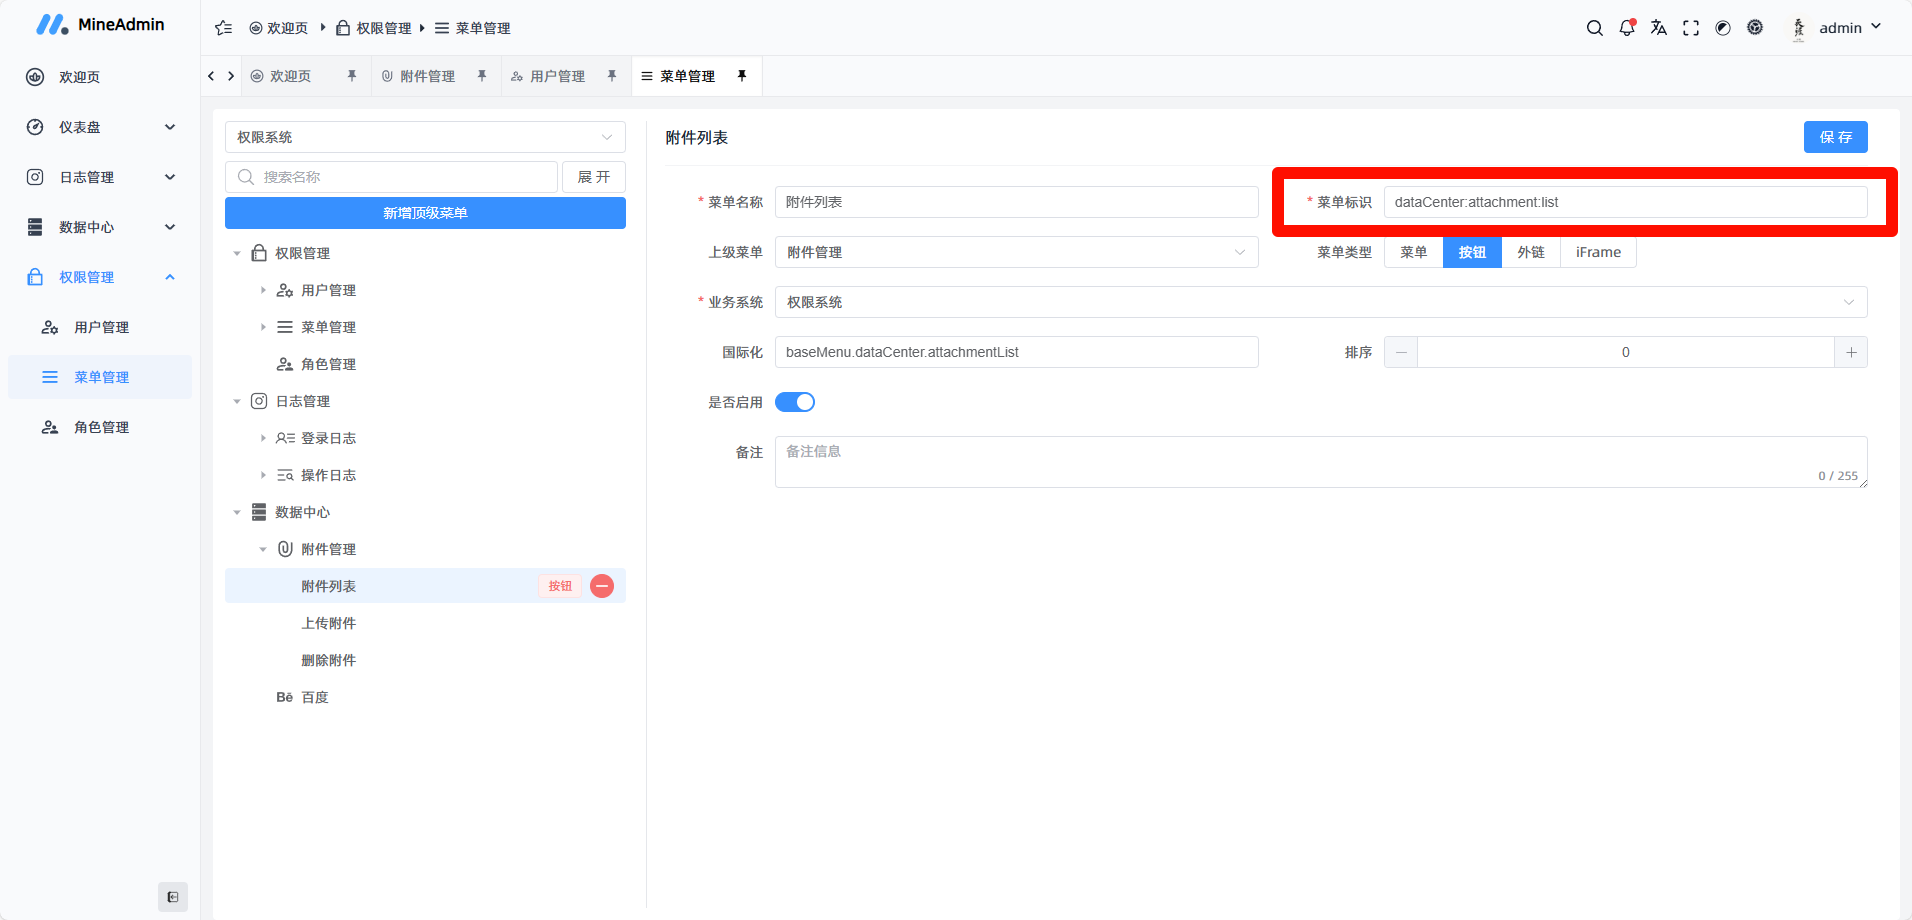 MineAdmin
欢迎页
仪表盘
日志管理
数据中心
权限管理
用户管理
菜单管理
角色管理
欢迎页 权限管理 菜单管理
admin
欢迎页 附件管理 用户管理 菜单管理
权限系统
搜索名称 展 开
新增顶级菜单
权限管理
用户管理
菜单管理
角色管理
日志管理
登录日志
操作日志
数据中心
附件管理
附件列表 按钮
上传附件
删除附件
Bē 百度
附件列表 保 存
* 菜单名称 附件列表 * 菜单标识 dataCenter:attachment:list
上级菜单 附件管理 菜单类型 菜单 按钮 外链 iFrame
* 业务系统 权限系统
国际化 baseMenu.dataCenter.attachmentList 排序 0
是否启用
备注 备注信息
0 / 255